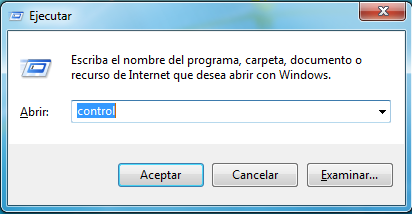 Ejecutar
Escriba el nombre del programa, carpeta, documento o
recurso de Internet que desea abrir con Windows.
Abrir: control
Aceptar Cancelar Examinar...